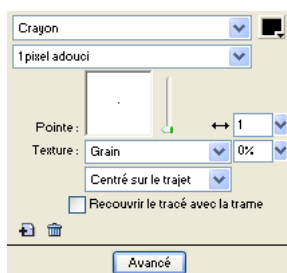 Crayon
1 pixel adouci
Pointe : 1
Texture : Grain 0%
Centré sur le trajet
Recouvrir le tracé avec la trame
Avancé